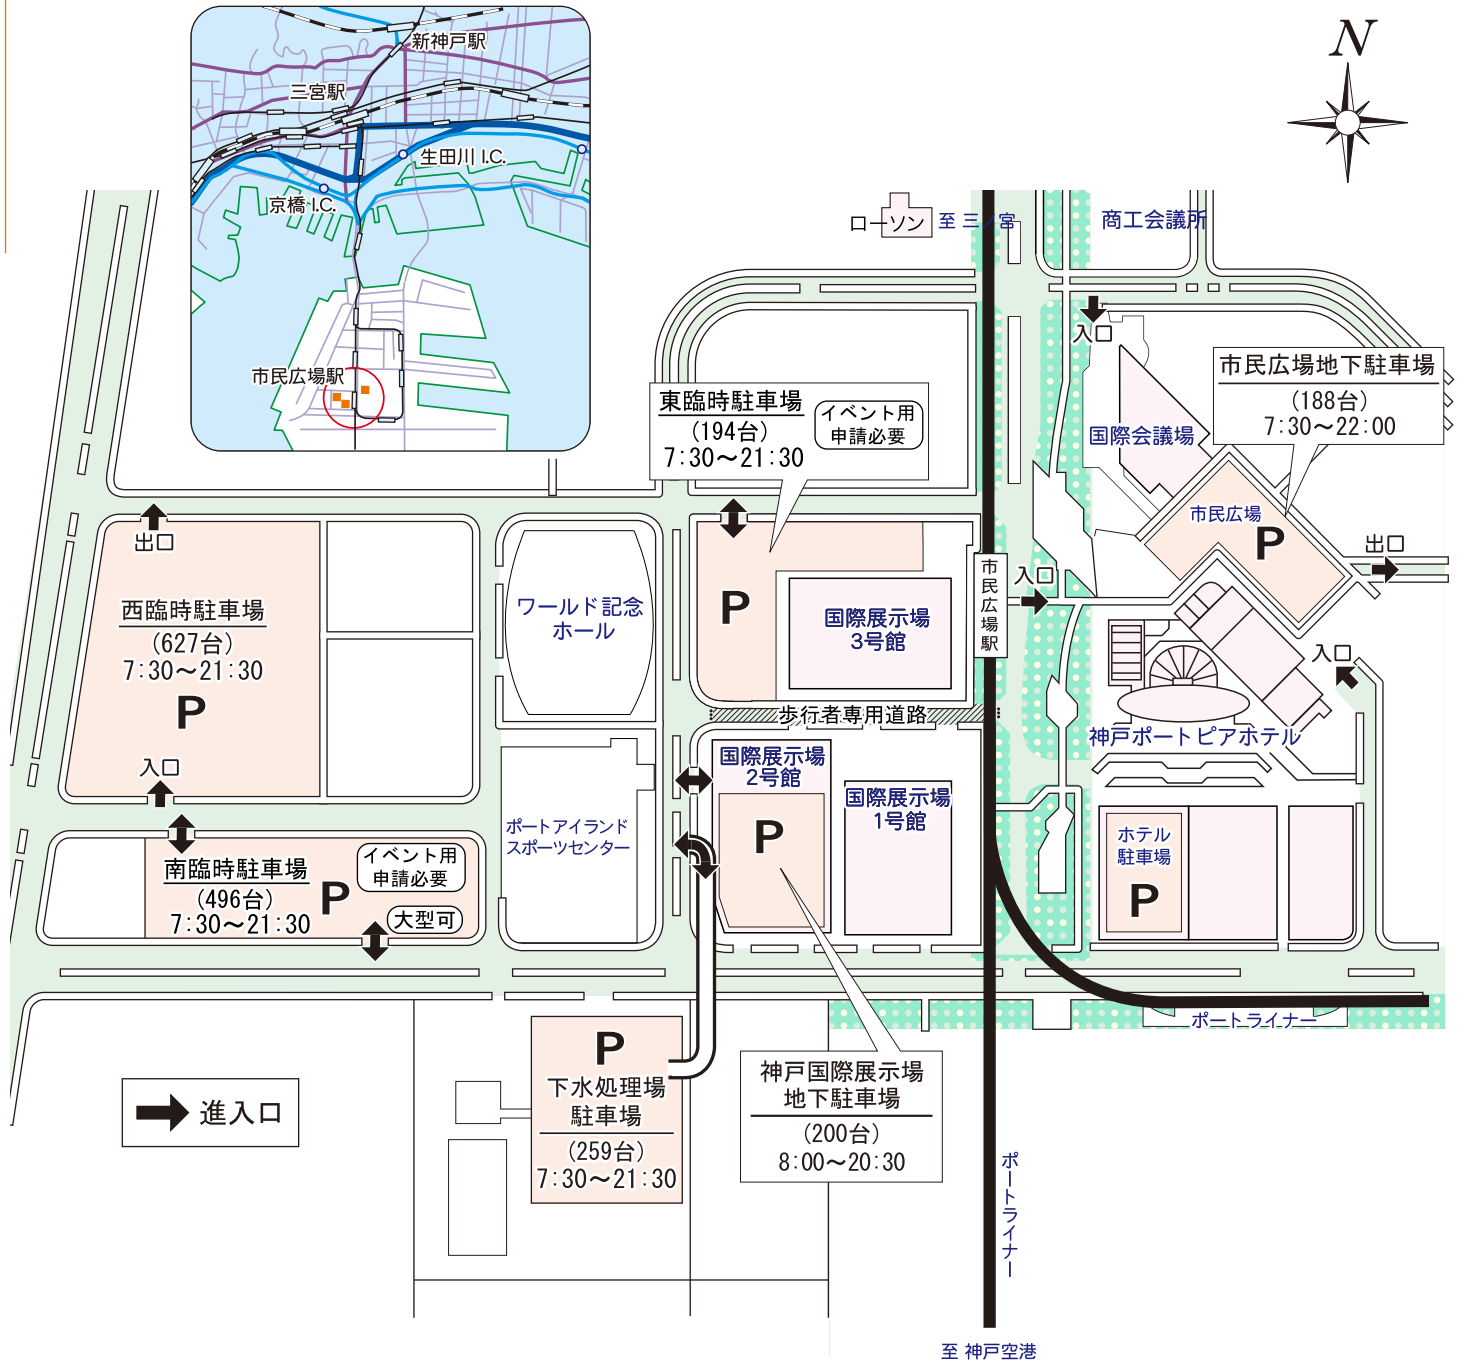 N
新神戸駅
三宮駅
生田川 I.C.
京橋 I.C.
市民広場駅
ローソン
至 三ノ宮
商工会議所
入口
市民広場地下駐車場
(188台)
7:30～22:00
国際会議場
市民広場
P
出口
東臨時駐車場
(194台)
7:30～21:30
イベント用
申請必要
出口
西臨時駐車場
(627台)
7:30～21:30
P
入口
ワールド記念
ホール
P
国際展示場
3号館
市民広場駅
入口
入口
歩行者専用道路
神戸ポートピアホテル
国際展示場
2号館
P
国際展示場
1号館
ポートアイランド
スポーツセンター
ホテル
駐車場
P
南臨時駐車場
(496台)
7:30～21:30
P
イベント用
申請必要
大型可
ポートライナー
P
下水処理場
駐車場
(259台)
7:30～21:30
神戸国際展示場
地下駐車場
(200台)
8:00～20:30
進入口
ポートライナー
至 神戸空港